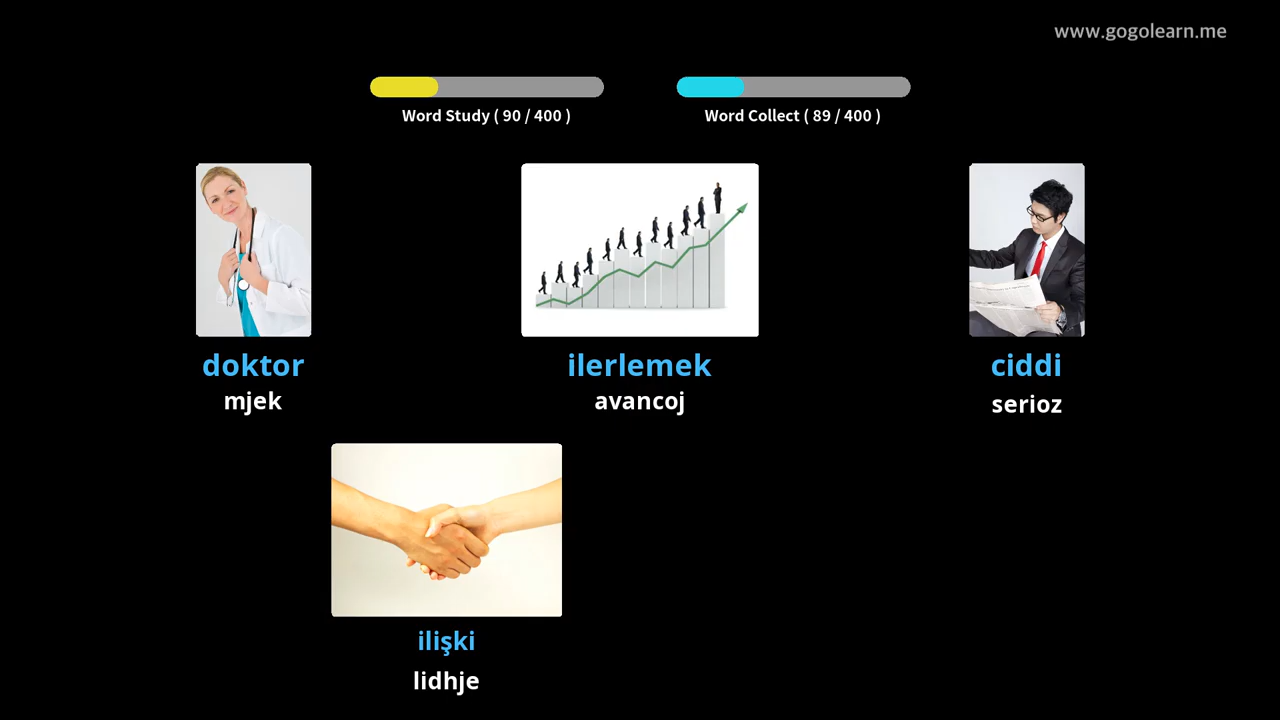 www.gogolearn.me
Word Study ( 90 / 400 )
Word Collect ( 89 / 400 )
doktor
mjek
ilerlemek
avancoj
ciddi
serioz
ilişki
lidhje